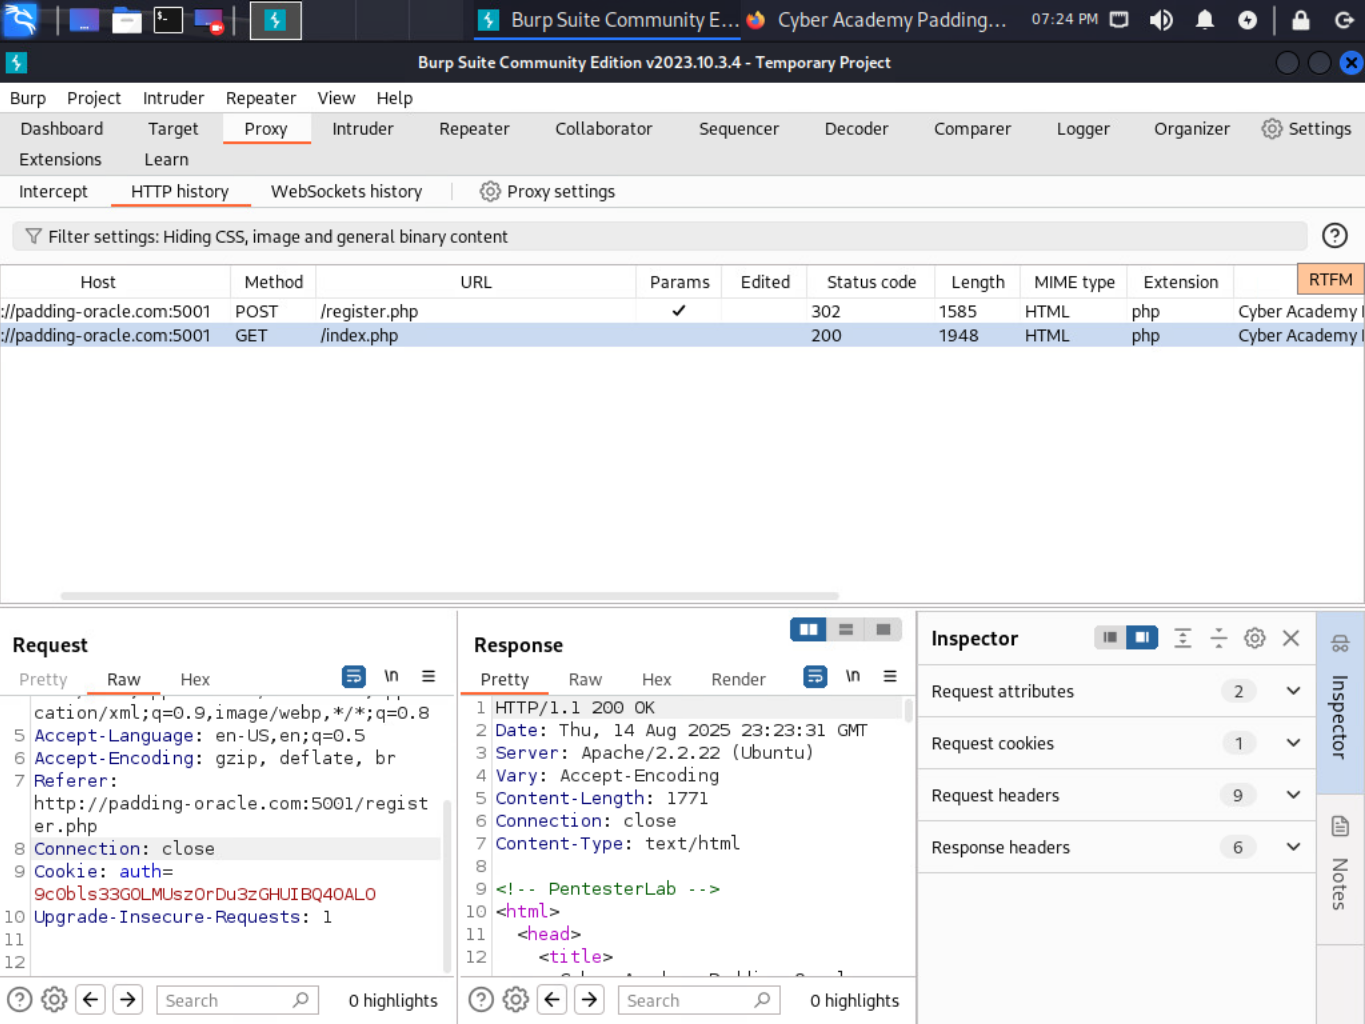 Burp Suite Community E...
Cyber Academy Padding...
07:24 PM
Burp Suite Community Edition v2023.10.3.4 - Temporary Project
Burp Project Intruder Repeater View Help
Dashboard Target Proxy Intruder Repeater Collaborator Sequencer Decoder Comparer Logger Organizer Settings
Extensions Learn
Intercept HTTP history WebSockets history Proxy settings
Filter settings: Hiding CSS, image and general binary content
Host Method URL Params Edited Status code Length MIME type Extension RTFM
://padding-oracle.com:5001 POST /register.php ✓ 302 1585 HTML php Cyber Academy
://padding-oracle.com:5001 GET /index.php 200 1948 HTML php Cyber Academy
Request
Pretty Raw Hex \n
cation/xml;q=0.9,image/webp,*/*;q=0.8
5 Accept-Language: en-US,en;q=0.5
6 Accept-Encoding: gzip, deflate, br
7 Referer:
http://padding-oracle.com:5001/regist
er.php
8 Connection: close
9 Cookie: auth=
9c0bls33GOLMUszOrDu3zGHUIBQ4OALO
10 Upgrade-Insecure-Requests: 1
11
12
Search 0 highlights
Response
Pretty Raw Hex Render \n
1 HTTP/1.1 200 OK
2 Date: Thu, 14 Aug 2025 23:23:31 GMT
3 Server: Apache/2.2.22 (Ubuntu)
4 Vary: Accept-Encoding
5 Content-Length: 1771
6 Connection: close
7 Content-Type: text/html
8
9 <!-- PentesterLab -->
10 <html>
11 <head>
12 <title>
Search 0 highlights
Inspector
Request attributes 2
Request cookies 1
Request headers 9
Response headers 6
Inspector
Notes